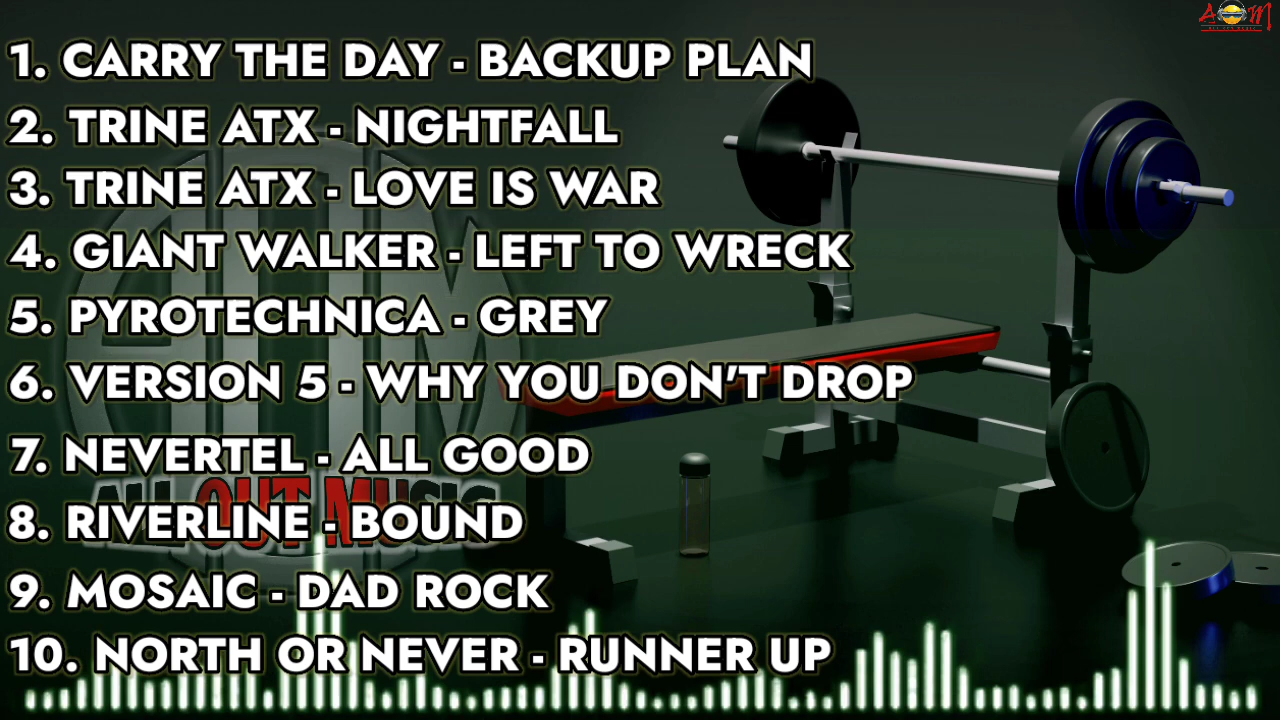 AOM
1. CARRY THE DAY - BACKUP PLAN
2. TRINE ATX - NIGHTFALL
3. TRINE ATX - LOVE IS WAR
4. GIANT WALKER - LEFT TO WRECK
5. PYROTECHNICA - GREY
6. VERSION 5 - WHY YOU DON'T DROP
7. NEVERTEL - ALL GOOD
ALL OUT MUSIC
8. RIVERLINE - BOUND
9. MOSAIC - DAD ROCK
10. NORTH OR NEVER - RUNNER UP